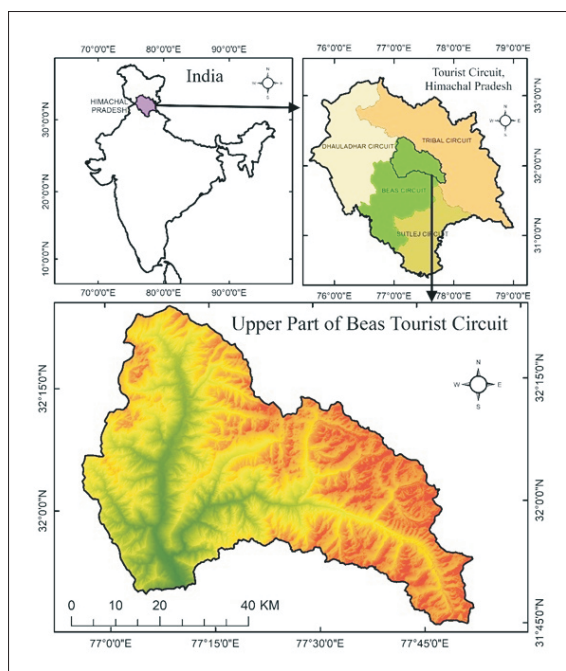 70°0'0"E 80°0'0"E 90°0'0"E
India
N
W E
S
HIMACHAL
PRADESH
30°0'0"N
20°0'0"N
10°0'0"N
70°0'0"E 80°0'0"E 90°0'0"E
76°0'0"E 77°0'0"E 78°0'0"E 79°0'0"E
Tourist Circuit,
Himachal Pradesh
N
W E
S
33°0'0"N
32°0'0"N
31°0'0"N
DHAULADHAR CIRCUIT
TRIBAL CIRCUIT
BEAS CIRCUIT
SUTLEJ CIRCUIT
76°0'0"E 77°0'0"E 78°0'0"E 79°0'0"E
Upper Part of Beas Tourist Circuit
N
W E
S
32°15'0"N
32°0'0"N
32°15'0"N
32°0'0"N
31°45'0"N
0 10 20 40 KM
77°0'0"E 77°15'0"E 77°30'0"E 77°45'0"E